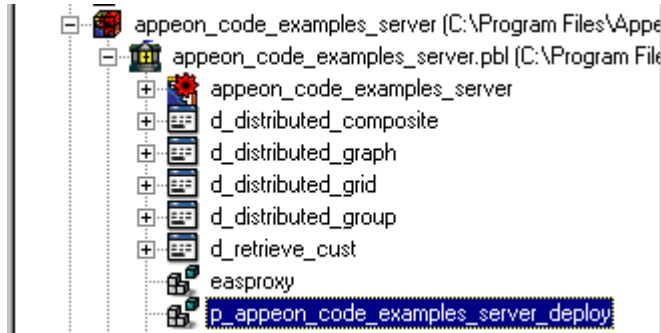 appeon_code_examples_server (C:\Program Files\Appe
appeon_code_examples_server.pbl (C:\Program File
appeon_code_examples_server
d_distributed_composite
d_distributed_graph
d_distributed_grid
d_distributed_group
d_retrieve_cust
easproxy
p_appeon_code_examples_server_deploy